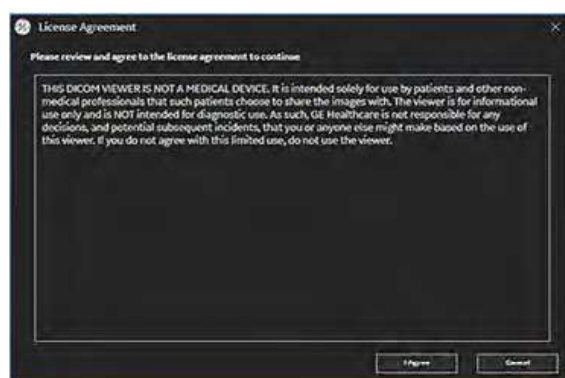 License Agreement
Please review and agree to the license agreement to continue
THIS DICOM VIEWER IS NOT A MEDICAL DEVICE. It is intended solely for use by patients and other non-
medical professionals that such patients choose to share the images with. The viewer is for informational
use only and is NOT intended for diagnostic use. As such, GE Healthcare is not responsible for any
decisions, and potential subsequent incidents, that you or anyone else might make based on the use of
this viewer. If you do not agree with this limited use, do not use the viewer.
I Agree Cancel